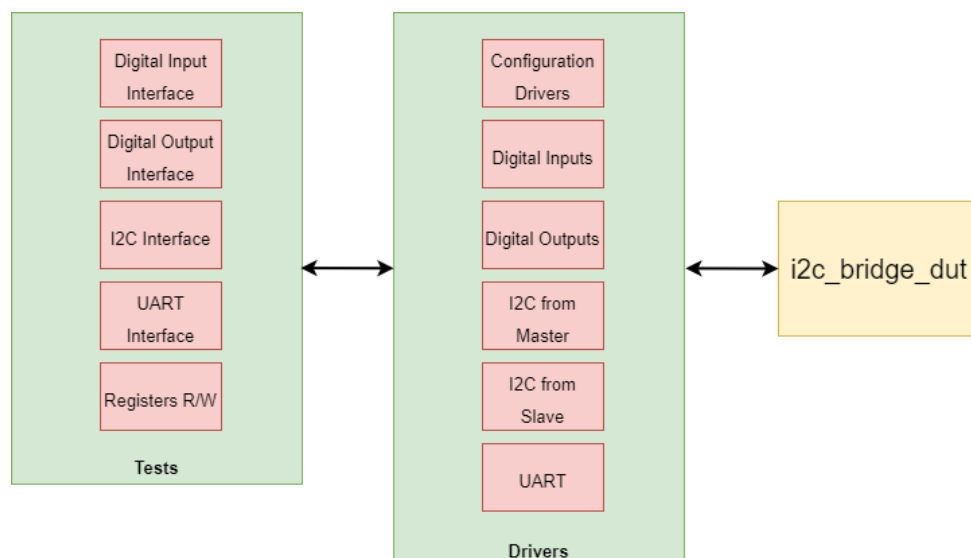 Digital Input
Interface
Digital Output
Interface
I2C Interface
UART
Interface
Registers R/W
Tests
Configuration
Drivers
Digital Inputs
Digital Outputs
I2C from
Master
I2C from
Slave
UART
Drivers
i2c_bridge_dut